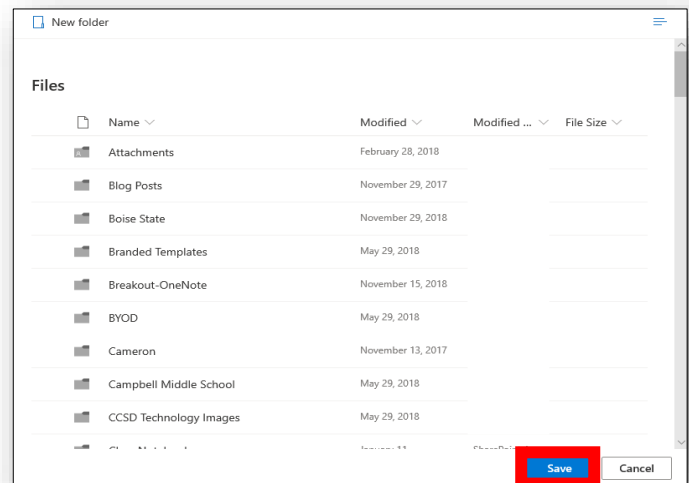 New folder
Files
Name Modified Modified ... File Size
Attachments February 28, 2018
Blog Posts November 29, 2017
Boise State November 29, 2018
Branded Templates May 29, 2018
Breakout-OneNote November 15, 2018
BYOD May 29, 2018
Cameron November 13, 2017
Campbell Middle School May 29, 2018
CCSD Technology Images May 29, 2018
Save Cancel